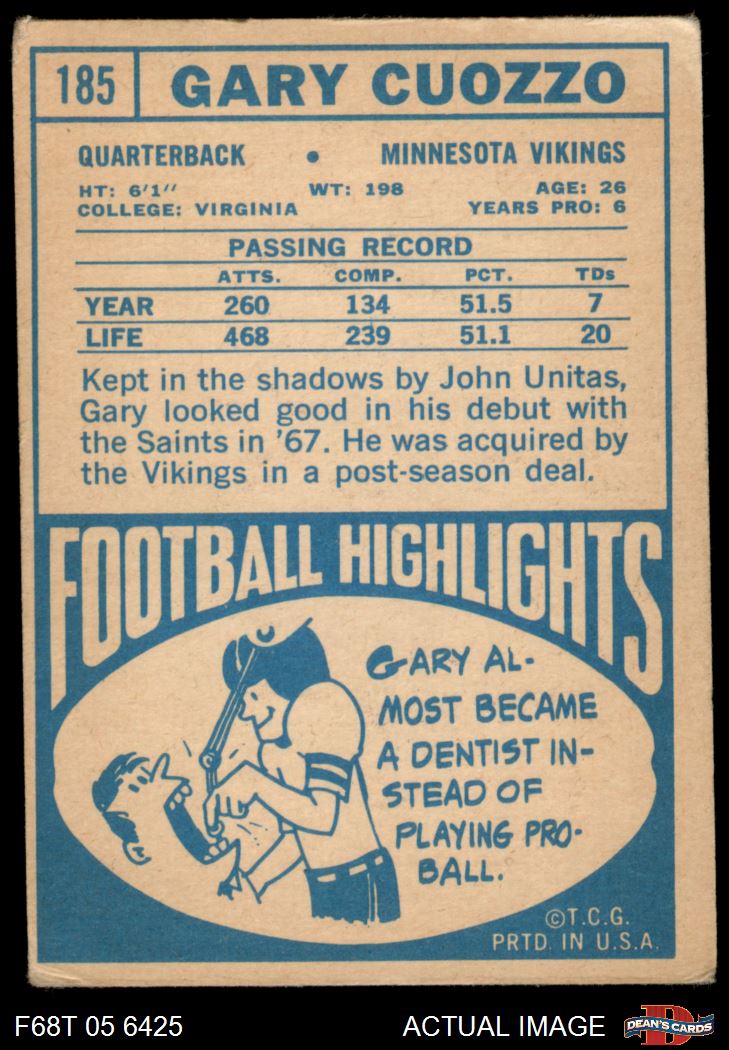 185 GARY CUOZZO
QUARTERBACK • MINNESOTA VIKINGS
HT: 6'1" WT: 198 AGE: 26
COLLEGE: VIRGINIA YEARS PRO: 6
PASSING RECORD
ATTS. COMP. PCT. TDs
YEAR 260 134 51.5 7
LIFE 468 239 51.1 20
Kept in the shadows by John Unitas,
Gary looked good in his debut with
the Saints in '67. He was acquired by
the Vikings in a post-season deal.
FOOTBALL HIGHLIGHTS
GARY AL-
MOST BECAME
A DENTIST IN-
STEAD OF
PLAYING PRO-
BALL.
©T.C.G.
PRTD. IN U.S.A.
F68T 05 6425 ACTUAL IMAGE
D
DEAN'S CARDS